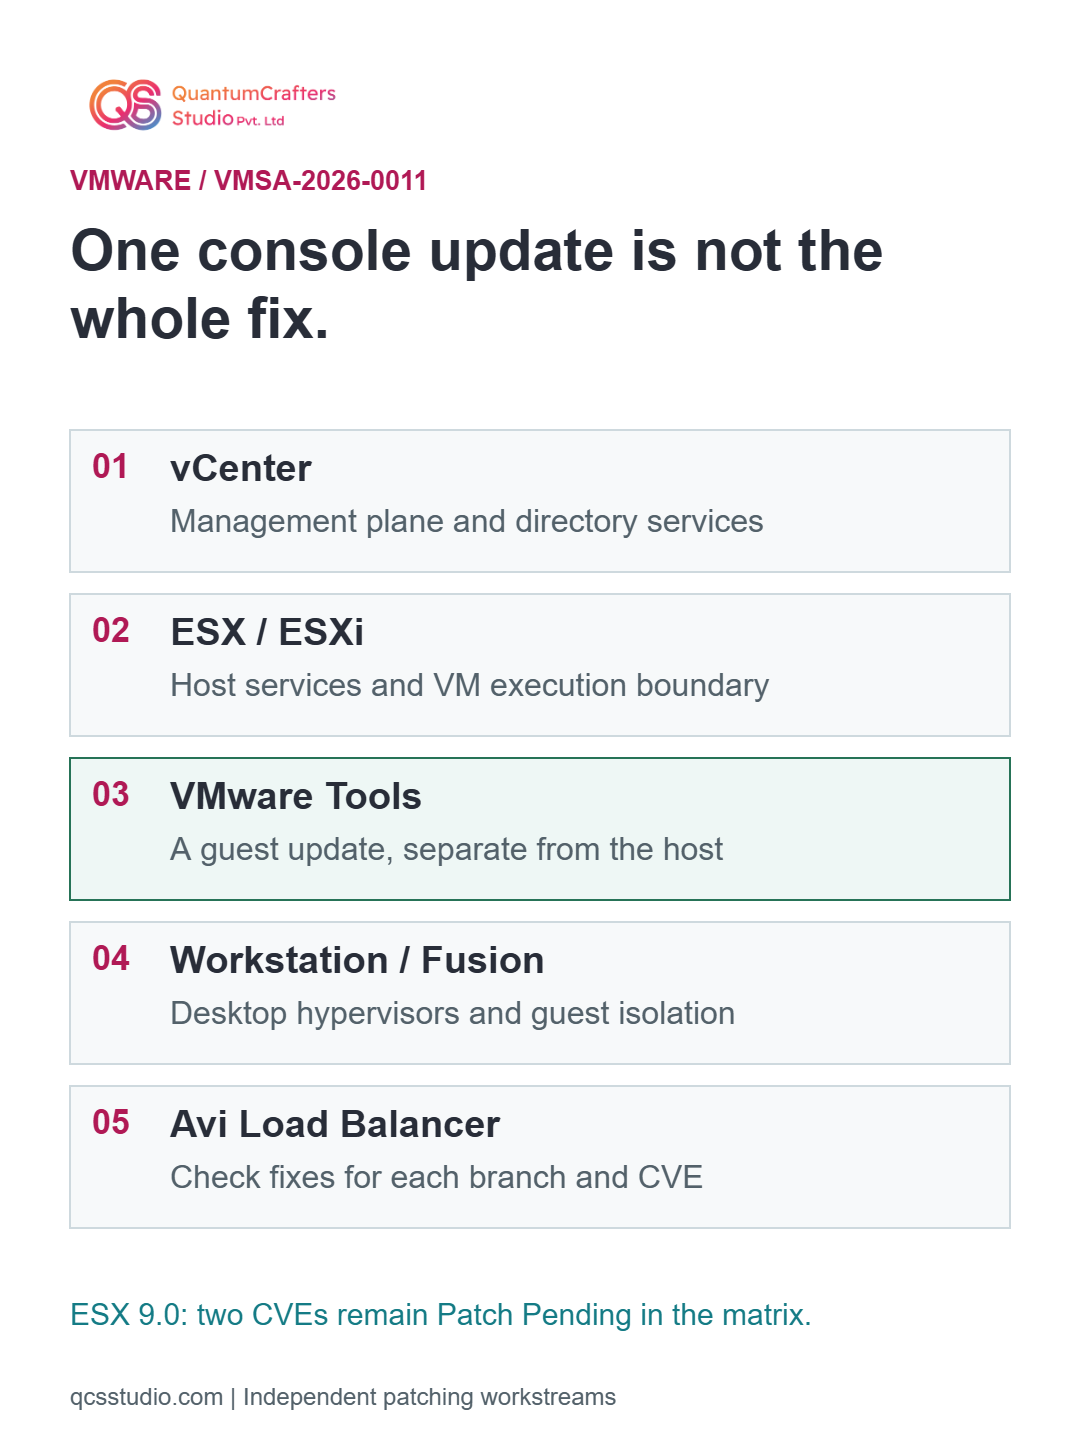 QS QuantumCrafters
Studio Pvt. Ltd
VMWARE / VMSA-2026-0011
One console update is not the
whole fix.
01 vCenter
Management plane and directory services
02 ESX / ESXi
Host services and VM execution boundary
03 VMware Tools
A guest update, separate from the host
04 Workstation / Fusion
Desktop hypervisors and guest isolation
05 Avi Load Balancer
Check fixes for each branch and CVE
ESX 9.0: two CVEs remain Patch Pending in the matrix.
qcsstudio.com | Independent patching workstreams